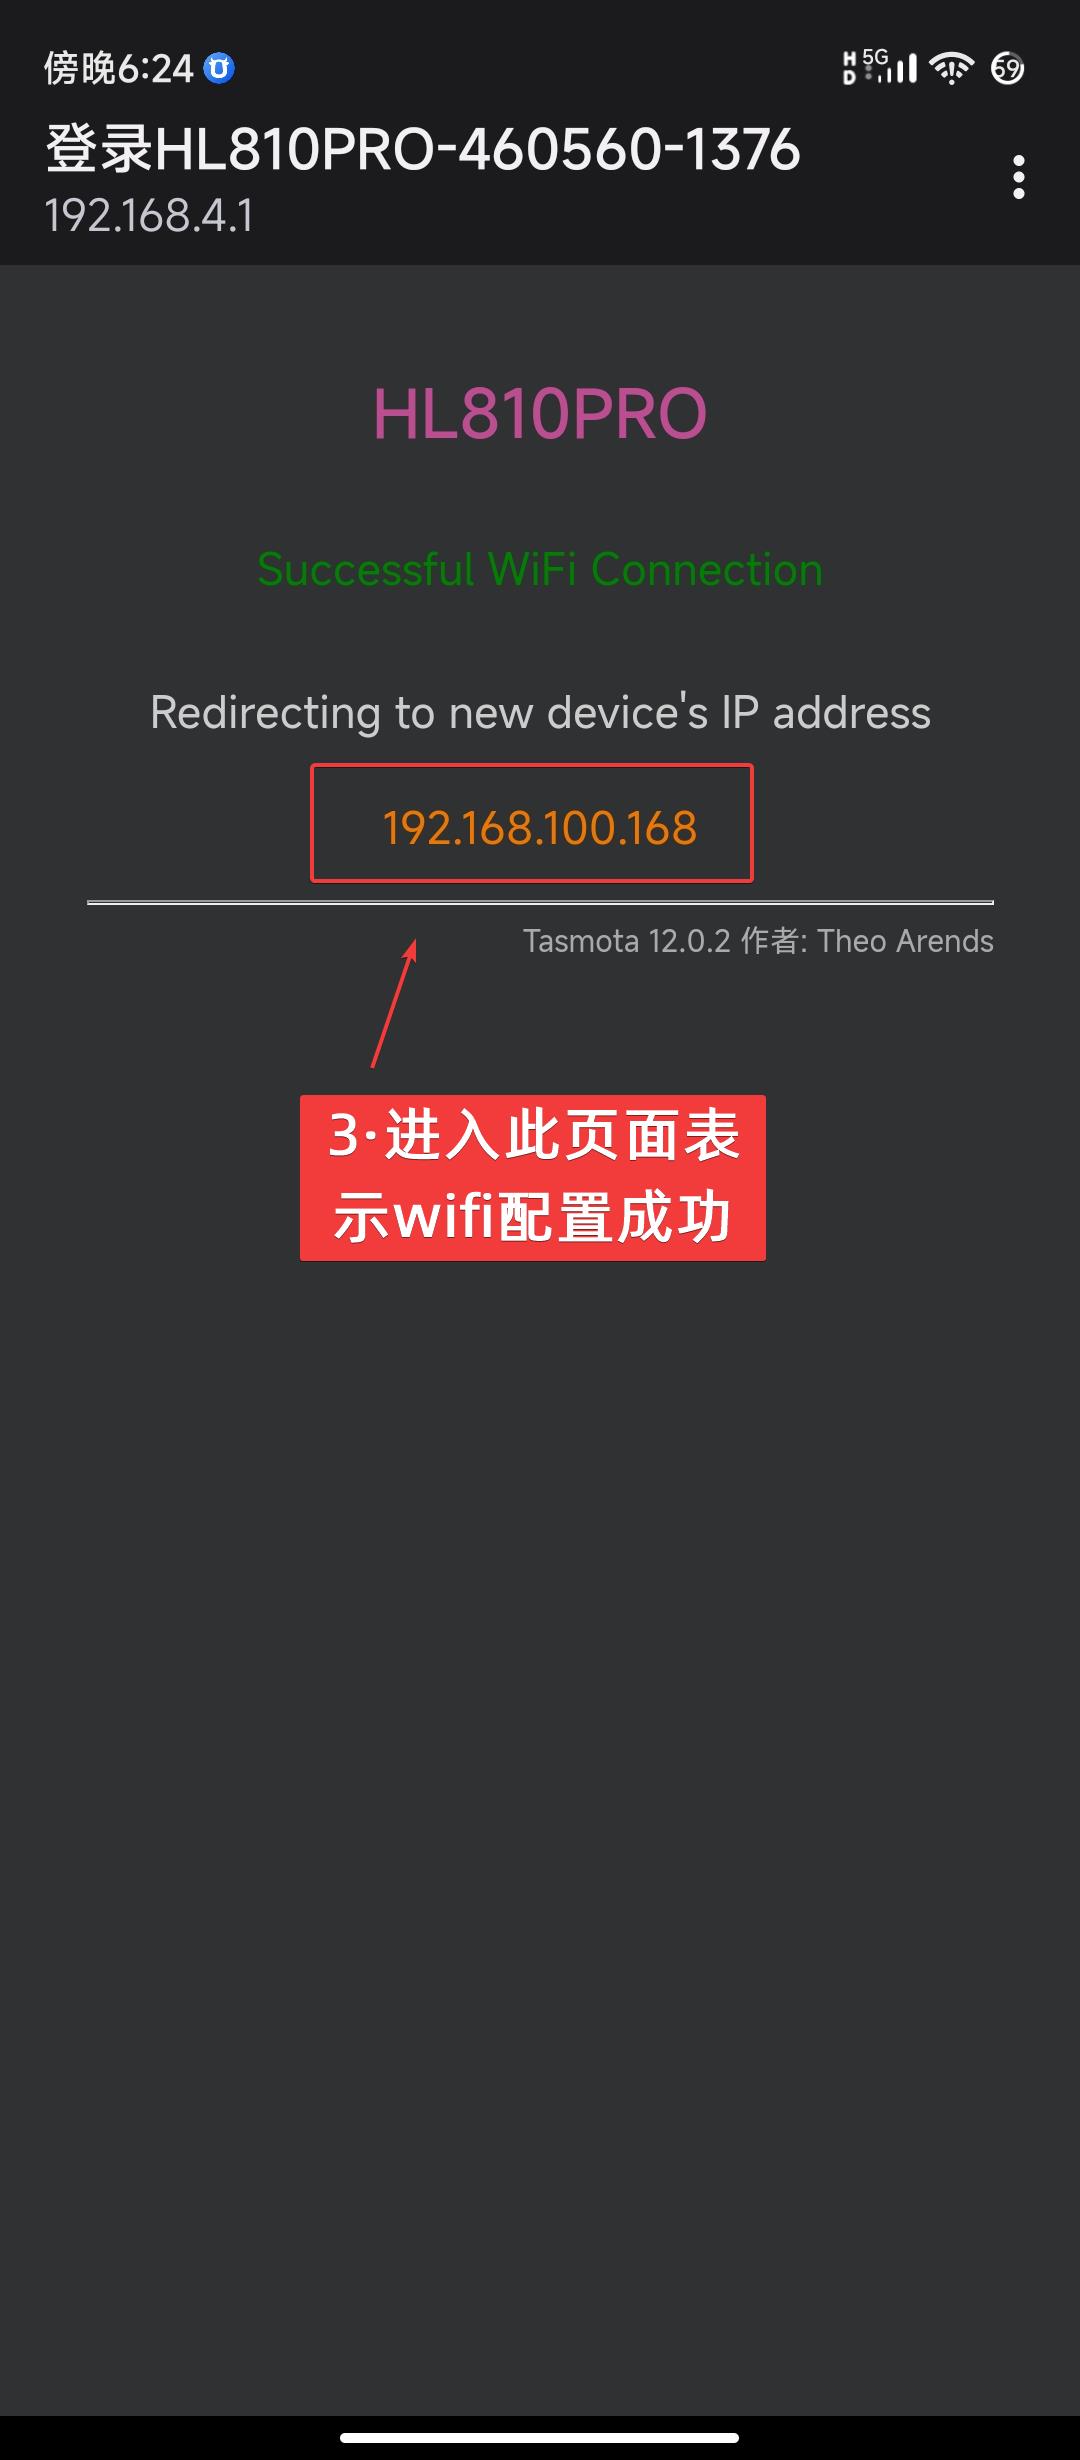 傍晚6:24
HD 5G 59
登录HL810PRO-460560-1376
192.168.4.1
HL810PRO
Successful WiFi Connection
Redirecting to new device's IP address
192.168.100.168
Tasmota 12.0.2 作者: Theo Arends
3·进入此页面表
示wifi配置成功